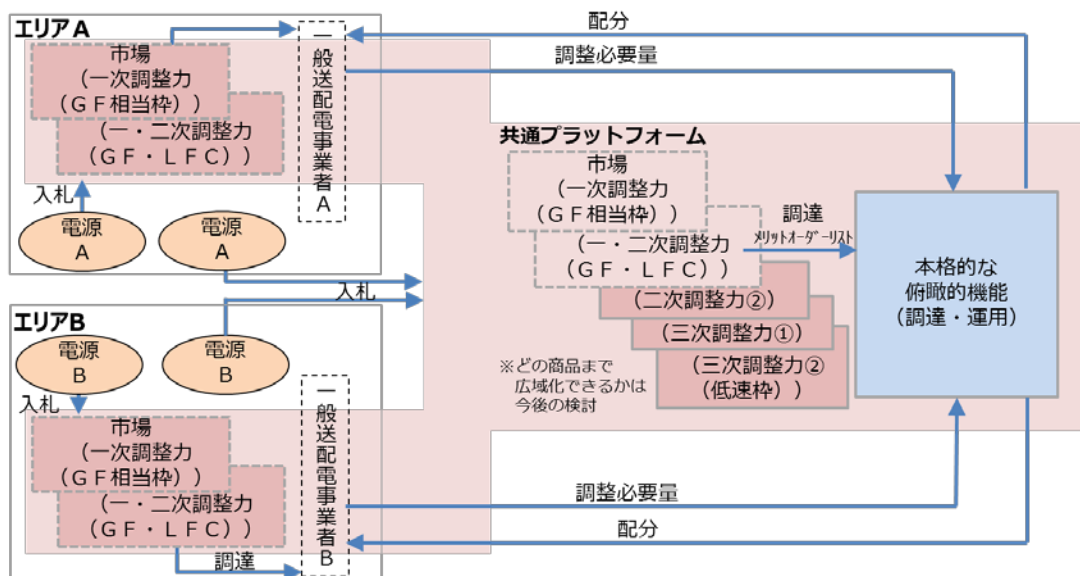 エリアA
市場
(一次調整力
(GF相当枠))
(一・二次調整力
(GF・LFC))
一般送配電事業者A
入札
電源
A
電源
A
入札
エリアB
電源
B
電源
B
入札
市場
(一次調整力
(GF相当枠))
(一・二次調整力
(GF・LFC))
調達
一般送配電事業者B
配分
調整必要量
共通プラットフォーム
市場
(一次調整力
(GF相当枠))
(一・二次調整力
(GF・LFC))
(二次調整力②)
(三次調整力①)
(三次調整力②
(低速枠))
※どの商品まで
広域化できるかは
今後の検討
調達
メリットオーダーリスト
本格的な
俯瞰的機能
(調達・運用)
調整必要量
配分